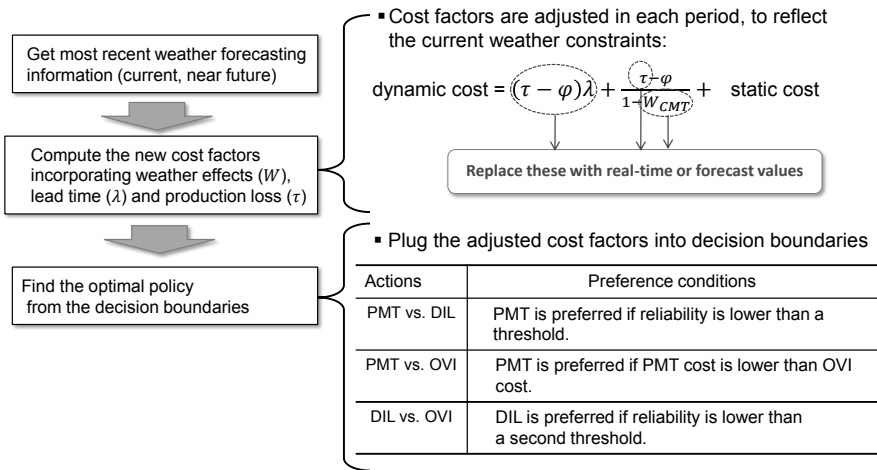 Get most recent weather forecasting
information (current, near future)
Compute the new cost factors
incorporating weather effects (W),
lead time (λ) and production loss (τ)
Find the optimal policy
from the decision boundaries
▪ Cost factors are adjusted in each period, to reflect
the current weather constraints:
dynamic cost = (τ − φ)λ + (τ−φ)/(1−W_CMT) + static cost
Replace these with real-time or forecast values
▪ Plug the adjusted cost factors into decision boundaries
Actions Preference conditions
PMT vs. DIL PMT is preferred if reliability is lower than a
threshold.
PMT vs. OVI PMT is preferred if PMT cost is lower than OVI
cost.
DIL vs. OVI DIL is preferred if reliability is lower than
a second threshold.